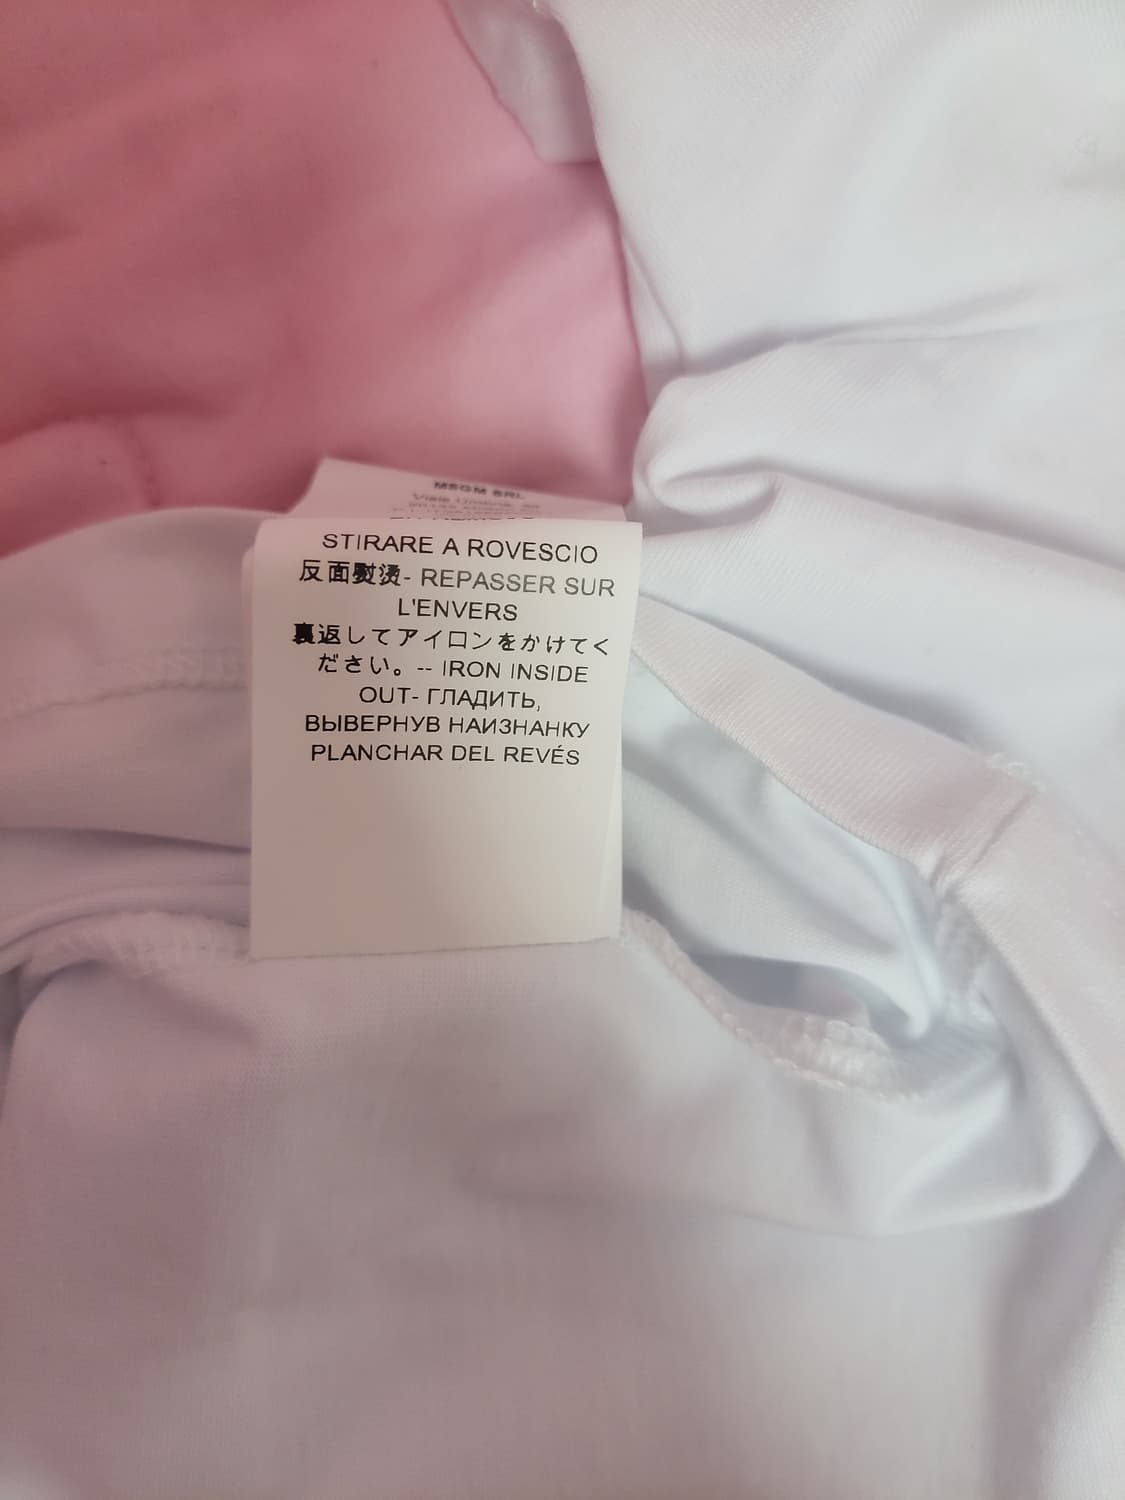 MSGM SRL
STIRARE A ROVESCIO
反面熨烫- REPASSER SUR
L'ENVERS
裏返してアイロンをかけてく
ださい。-- IRON INSIDE
OUT- ГЛАДИТЬ,
ВЫВЕРНУВ НАИЗНАНКУ
PLANCHAR DEL REVÉS